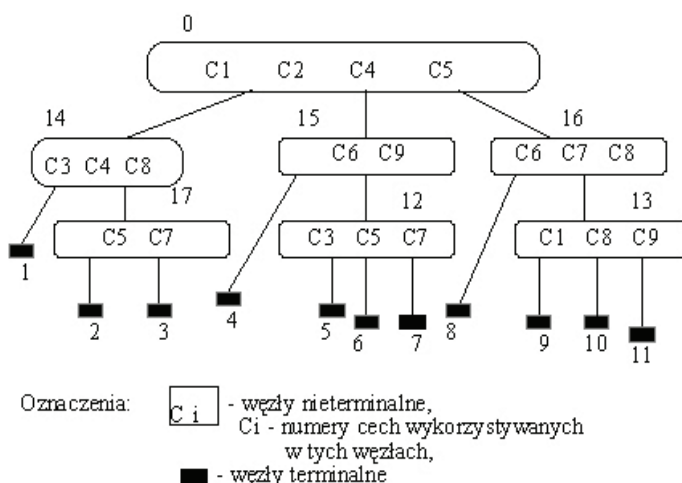 0
C1 C2 C4 C5
14 15 16
C3 C4 C8 C6 C9 C6 C7 C8
17 12 13
C5 C7 C3 C5 C7 C1 C8 C9
1 2 3 4 5 6 7 8 9 10 11
Oznaczenia: C i - węzły nieterminalne,
Ci - numery cech wykorzystywanych
w tych węzłach,
- węzły terminalne